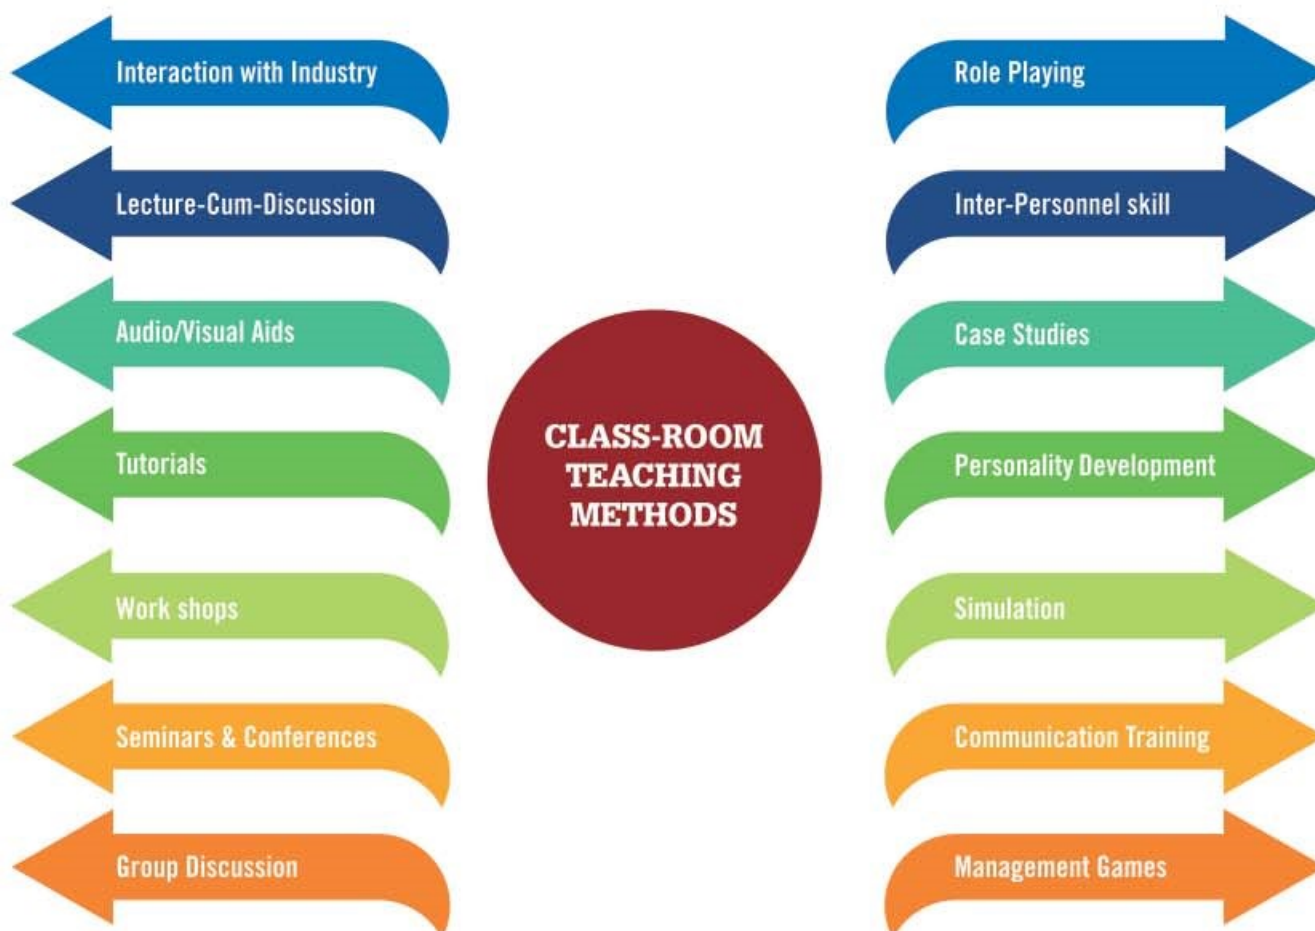 Interaction with Industry
Lecture-Cum-Discussion
Audio/Visual Aids
Tutorials
Work shops
Seminars & Conferences
Group Discussion
CLASS-ROOM
TEACHING
METHODS
Role Playing
Inter-Personnel skill
Case Studies
Personality Development
Simulation
Communication Training
Management Games